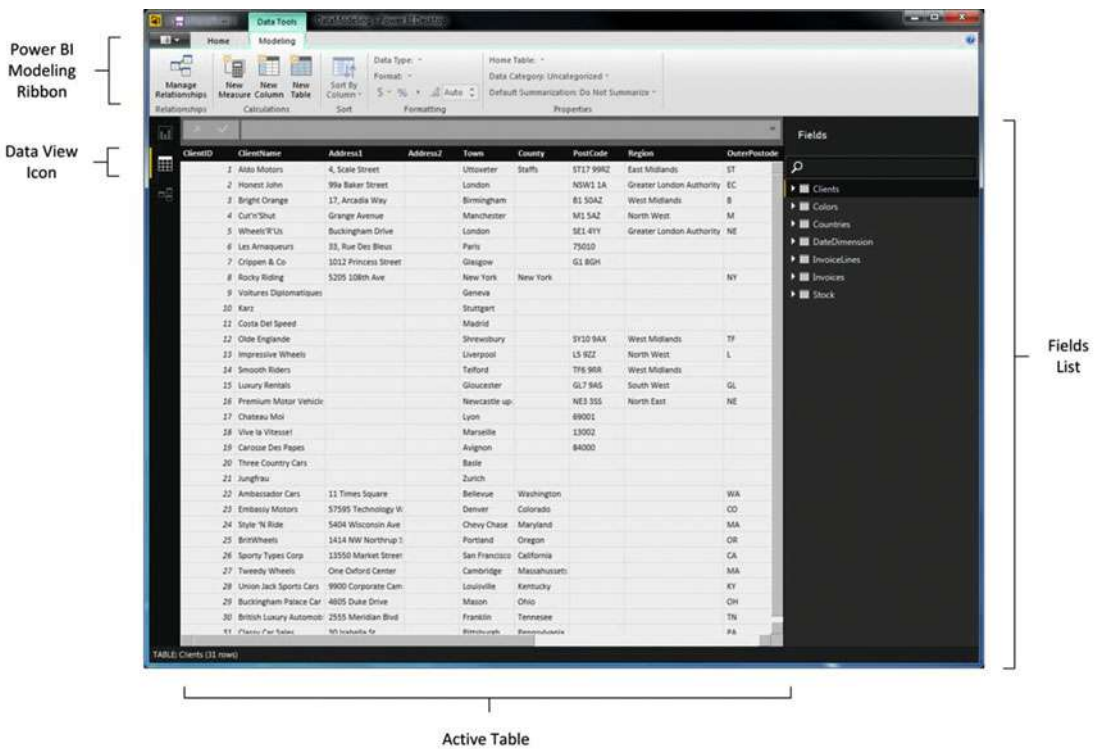 Data Tools
DataModeling - Power BI Desktop
Home Modeling
Power BI
Modeling
Ribbon
Manage
Relationships
New
Measure
New
Column
New
Table
Sort By
Column
Data Type:
Format:
$ % , Auto
Home Table:
Data Category: Uncategorized
Default Summarization: Do Not Summarize
Relationships Calculations Sort Formatting Properties
Data View
Icon
ClientID ClientName Address1 Address2 Town County PostCode Region OuterPostode
1 Aldo Motors 4, Scale Street Uttoxeter Staffs ST17 99RZ East Midlands ST
2 Honest John 99a Baker Street London NSW1 1A Greater London Authority EC
3 Bright Orange 17, Arcadia Way Birmingham B1 50AZ West Midlands B
4 Cut'n'Shut Grange Avenue Manchester M1 5AZ North West M
5 Wheels'R'Us Buckingham Drive London SE1 4YY Greater London Authority NE
6 Les Arnaqueurs 33, Rue Des Bleus Paris 75010
7 Crippen & Co 1012 Princess Street Glasgow G1 8GH
8 Rocky Riding 5205 108th Ave New York New York NY
9 Voitures Diplomatiques Geneva
10 Karz Stuttgart
11 Costa Del Speed Madrid
12 Olde Englande Shrewsbury SY10 9AX West Midlands TF
13 Impressive Wheels Liverpool L5 9ZZ North West L
14 Smooth Riders Telford TF6 9RR West Midlands
15 Luxury Rentals Gloucester GL7 9AS South West GL
16 Premium Motor Vehicle Newcastle up NE3 3SS North East NE
17 Chateau Moi Lyon 69001
18 Vive la Vitesse! Marseille 13002
19 Carosse Des Papes Avignon 84000
20 Three Country Cars Basle
21 Jungfrau Zurich
22 Ambassador Cars 11 Times Square Bellevue Washington WA
23 Embassy Motors 57595 Technology W Denver Colorado CO
24 Style 'N Ride 5404 Wisconsin Ave Chevy Chase Maryland MA
25 BritWheels 1414 NW Northrup Portland Oregon OR
26 Sporty Types Corp 13550 Market Street San Francisco California CA
27 Tweedy Wheels One Oxford Center Cambridge Massahussets MA
28 Union Jack Sports Cars 9900 Corporate Cam Louisville Kentucky KY
29 Buckingham Palace Car 4605 Duke Drive Mason Ohio OH
30 British Luxury Automob 2555 Meridian Blvd Franklin Tennesee TN
31 Classy Car Sales 30 Isabella St Pittsburgh Pennsylvania PA
TABLE: Clients (31 rows)
Fields
Clients
Colors
Countries
DateDimension
InvoiceLines
Invoices
Stock
Fields
List
Active Table